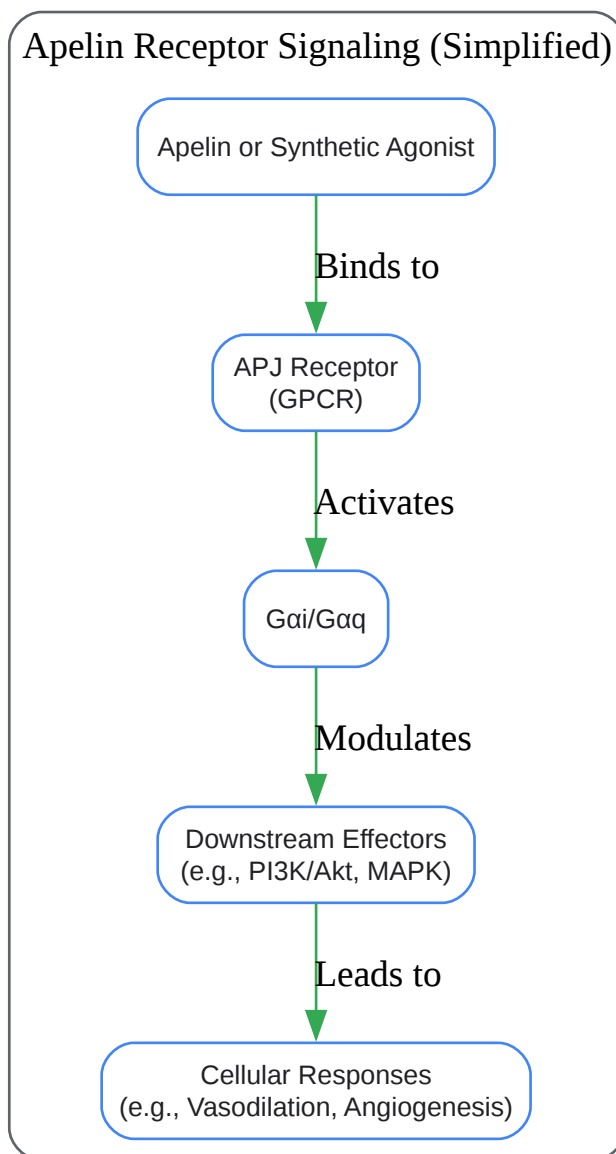 Apelin Receptor Signaling (Simplified)
Apelin or Synthetic Agonist
Binds to
APJ Receptor
(GPCR)
Activates
Gαi/Gαq
Modulates
Downstream Effectors
(e.g., PI3K/Akt, MAPK)
Leads to
Cellular Responses
(e.g., Vasodilation, Angiogenesis)